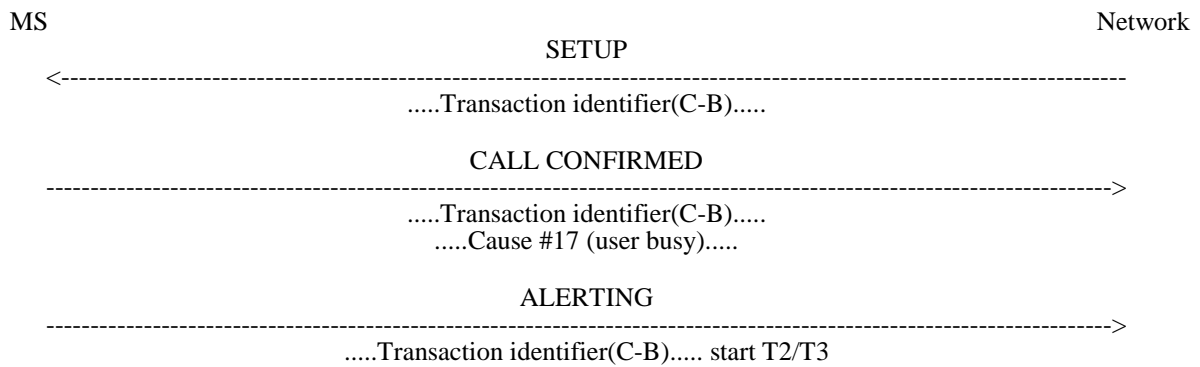 MS Network
SETUP
<----------------------------------------------------------------------------------------------------------------------
.....Transaction identifier(C-B).....
CALL CONFIRMED
---------------------------------------------------------------------------------------------------------------------->
.....Transaction identifier(C-B).....
.....Cause #17 (user busy).....
ALERTING
---------------------------------------------------------------------------------------------------------------------->
.....Transaction identifier(C-B)..... start T2/T3